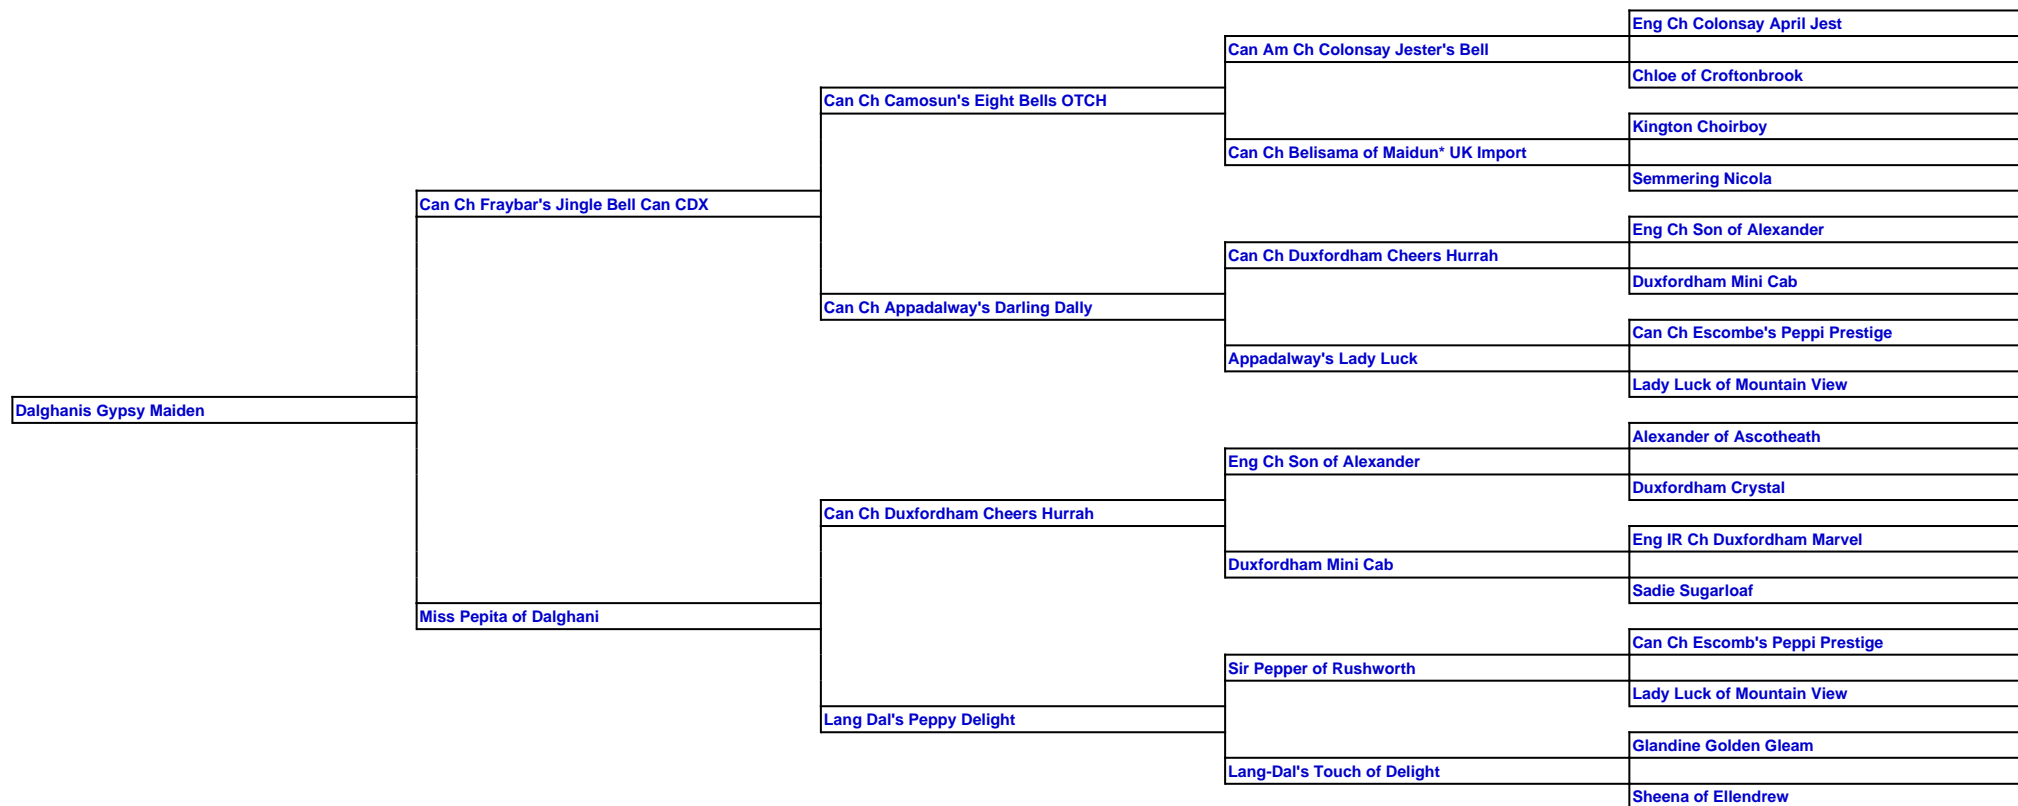 Eng Ch Colonsay April Jest
Can Am Ch Colonsay Jester's Bell
Chloe of Croftonbrook
Can Ch Camosun's Eight Bells OTCH
Kington Choirboy
Can Ch Belisama of Maidun* UK Import
Semmering Nicola
Can Ch Fraybar's Jingle Bell Can CDX
Eng Ch Son of Alexander
Can Ch Duxfordham Cheers Hurrah
Duxfordham Mini Cab
Can Ch Appadalway's Darling Dally
Can Ch Escombe's Peppi Prestige
Appadalway's Lady Luck
Lady Luck of Mountain View
Dalghanis Gypsy Maiden
Alexander of Ascotheath
Eng Ch Son of Alexander
Duxfordham Crystal
Can Ch Duxfordham Cheers Hurrah
Eng IR Ch Duxfordham Marvel
Duxfordham Mini Cab
Sadie Sugarloaf
Miss Pepita of Dalghani
Can Ch Escomb's Peppi Prestige
Sir Pepper of Rushworth
Lady Luck of Mountain View
Lang Dal's Peppy Delight
Glandine Golden Gleam
Lang-Dal's Touch of Delight
Sheena of Ellendrew